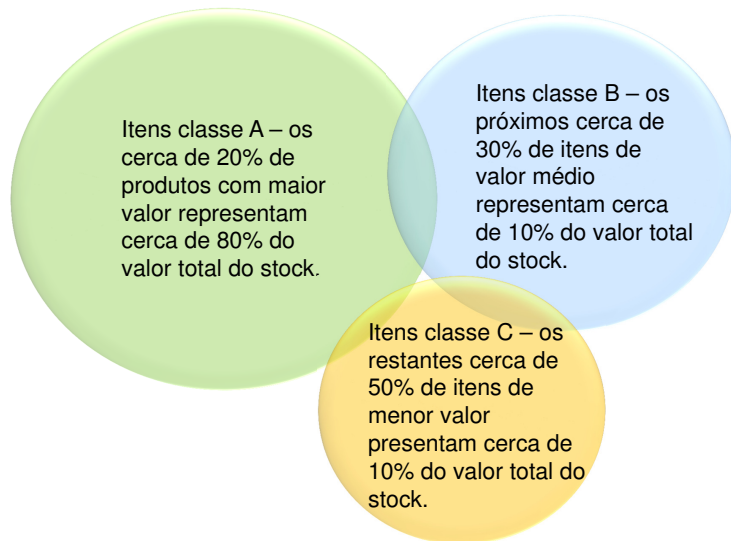 Itens classe A – os
cerca de 20% de
produtos com maior
valor representam
cerca de 80% do
valor total do stock.
Itens classe B – os
próximos cerca de
30% de itens de
valor médio
representam cerca
de 10% do valor total
do stock.
Itens classe C – os
restantes cerca de
50% de itens de
menor valor
presentam cerca de
10% do valor total do
stock.